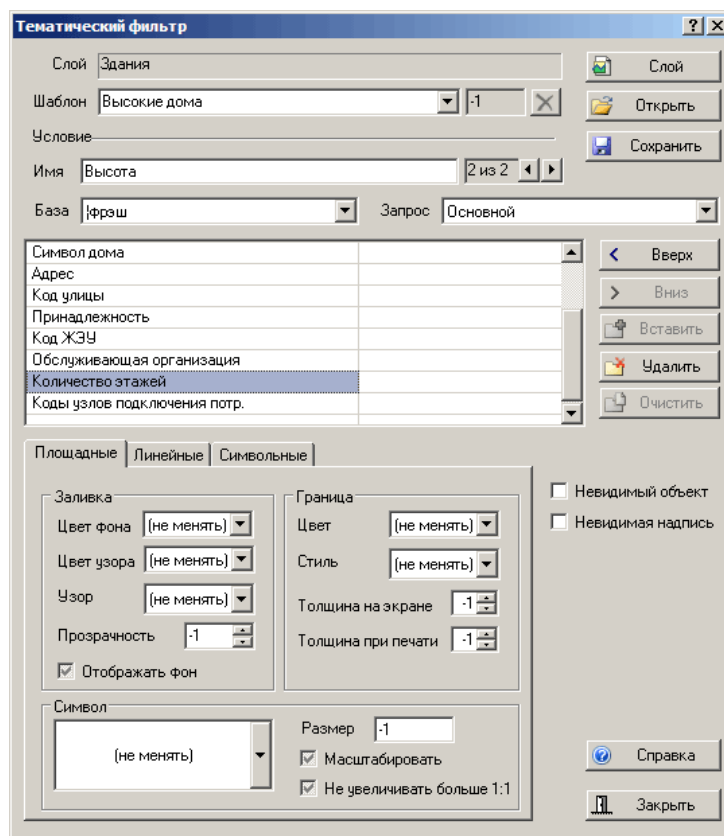 Тематический фильтр
Слой Здания Слой
Шаблон Высокие дома -1 Открыть
Условие Сохранить
Имя Высота 2 из 2
База ¦фрэш Запрос Основной
Символ дома Вверх
Адрес
Код улицы Вниз
Принадлежность
Код ЖЭУ Вставить
Обслуживающая организация
Количество этажей Удалить
Коды узлов подключения потр. Очистить
Площадные Линейные Символьные
Заливка Граница Невидимый объект
Цвет фона (не менять) Цвет (не менять) Невидимая надпись
Цвет узора (не менять) Стиль (не менять)
Узор (не менять) Толщина на экране -1
Прозрачность -1 Толщина при печати -1
Отображать фон
Символ
(не менять) Размер -1
Масштабировать Справка
Не увеличивать больше 1:1
Закрыть